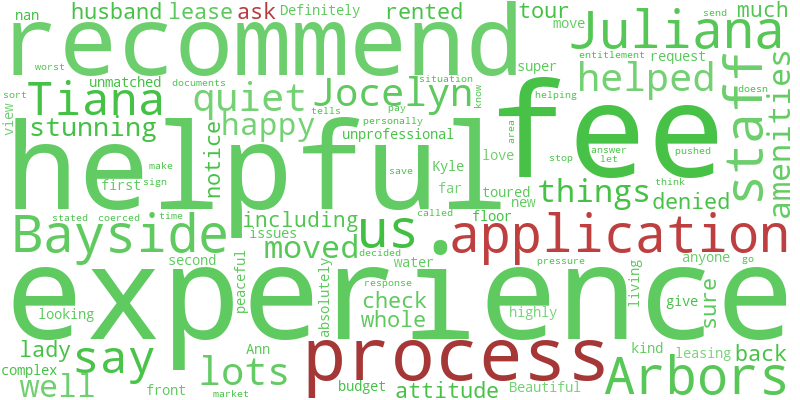 nan husband lease ask Definitely rented tour move send much
recommend Juliana
worst unmatched documents super entitlement request
sort Tiana quiet Jocelyn situation know helped staff doesn amenities
view stunning happy tells pay personally unprofessional helping fee
notice area answer let stop pushed
helpful first make sign save Kyle love far toured new things think denied
stated coerced time including called floor
Bayside issues moved us decided application
second peaceful absolutely water pressure anyone go
experience
looking response check whole highly living give sure
lady say Ann process kind leasing back
complex well front lots market budget attitude Beautiful Arbors